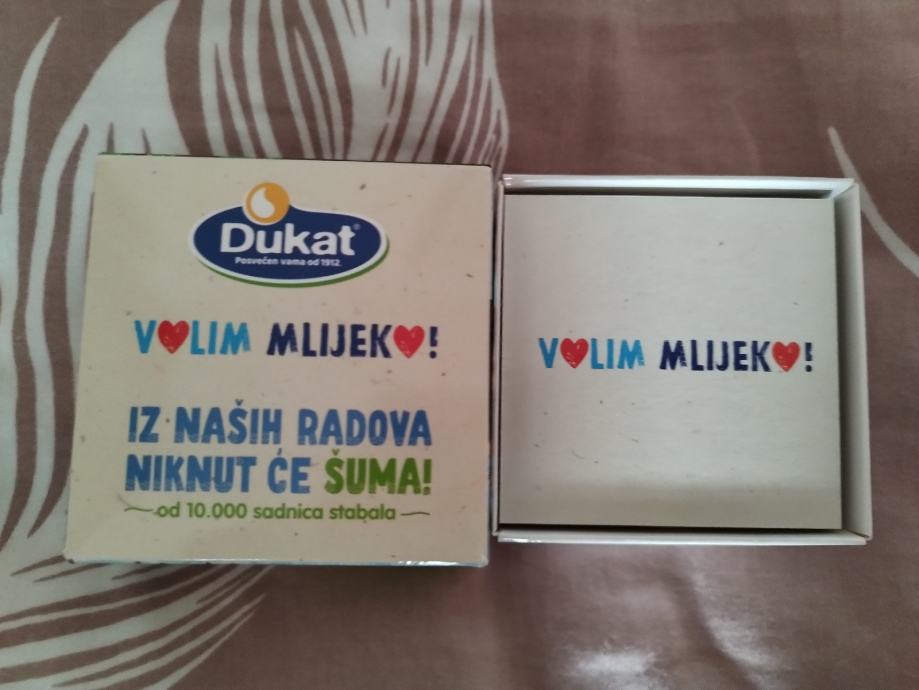 Dukat®
Posvećen vama od 1912.
VOLIM MLIJEKO!
IZ NAŠIH RADOVA
NIKNUT ĆE ŠUMA!
od 10.000 sadnica stabala
VOLIM MLIJEKO!